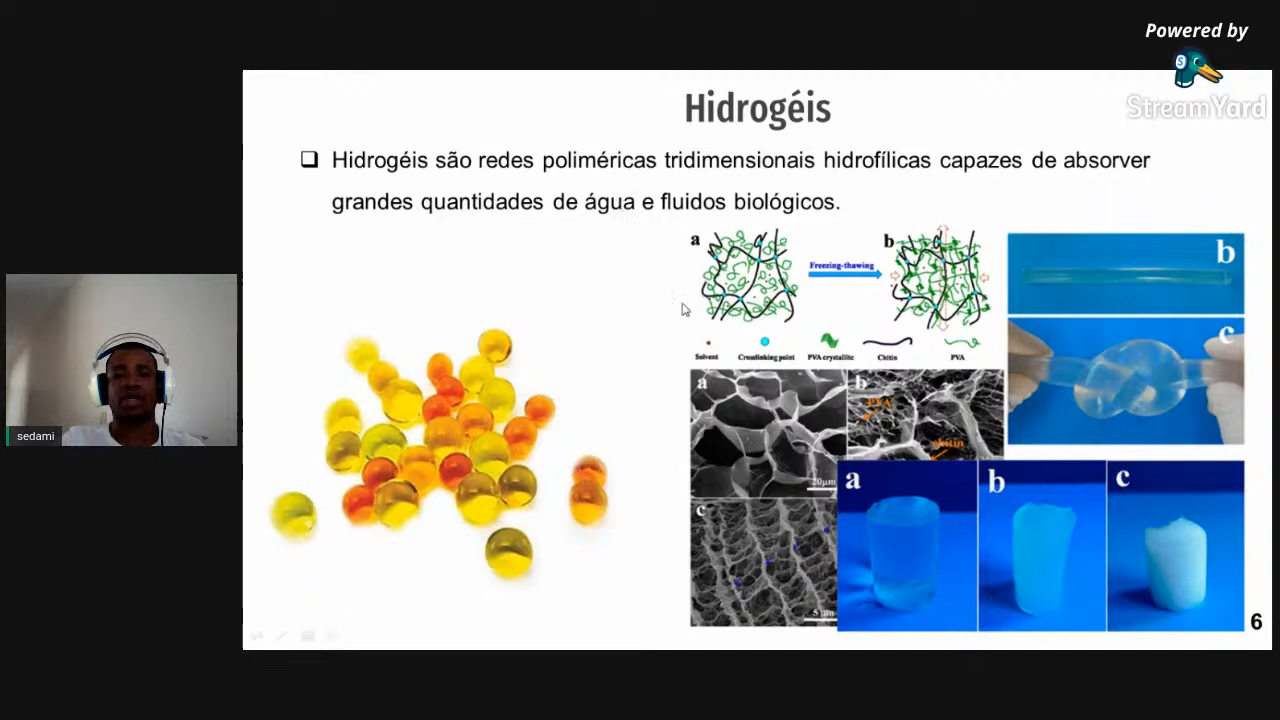 Powered by
StreamYard
Hidrogéis
Hidrogéis são redes poliméricas tridimensionais hidrofílicas capazes de absorver
grandes quantidades de água e fluidos biológicos.
a
Freezing-thawing
b
Solvent
Crosslinking point
PVA crystallite
Chitin
PVA
b
c
a
20μm
b
PVA
chitin
c
5 μm
a
b
c
6
sedami